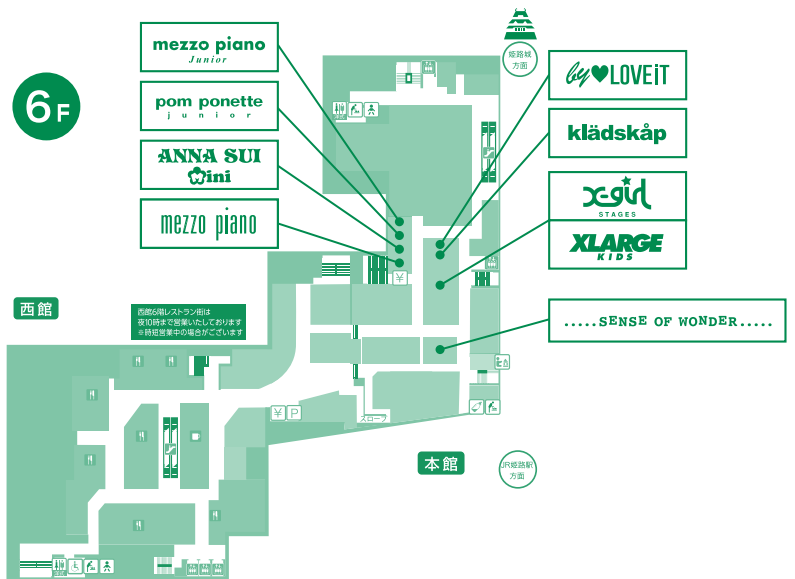 6F
mezzo piano
Junior
pom ponette
junior
ANNA SUI
mini
mezzo piano
姫路城
方面
by♥LOVEiT
klädskåp
X-girl
STAGES
XLARGE
KIDS
.....SENSE OF WONDER.....
西館
西館6階レストラン街は
夜10時まで営業いたしております
※時短営業中の場合がございます
¥
¥ P
スロープ
本館
JR姫路駅
方面